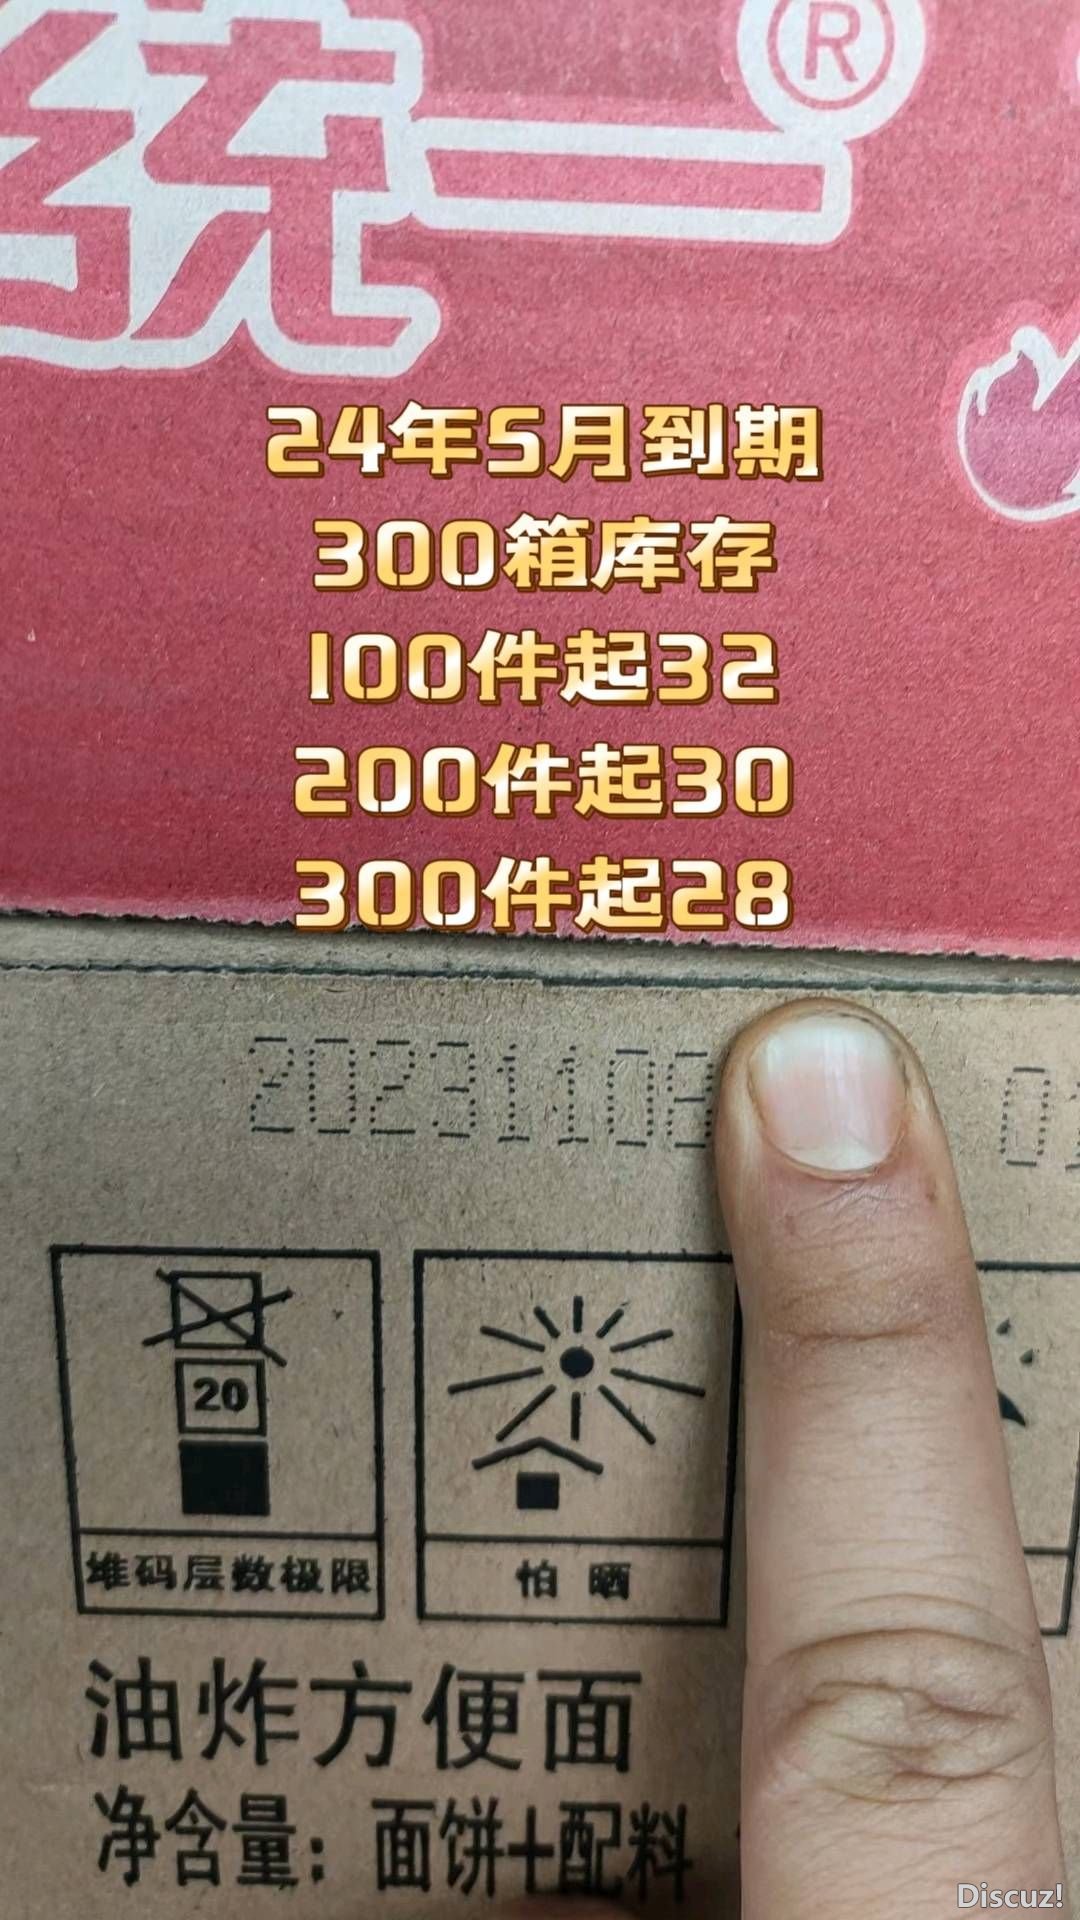 统一®
24年5月到期
300箱库存
100件起32
200件起30
300件起28
20231108
01
20
堆码层数极限
怕 晒
油炸方便面
净含量：面饼+配料
Discuz!